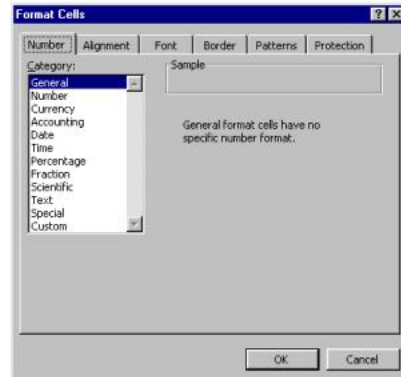 Format Cells
Number Alignment Font Border Patterns Protection
Category:
Sample
General
Number
Currency
Accounting
Date
Time
Percentage
Fraction
Scientific
Text
Special
Custom
General format cells have no
specific number format.
OK Cancel